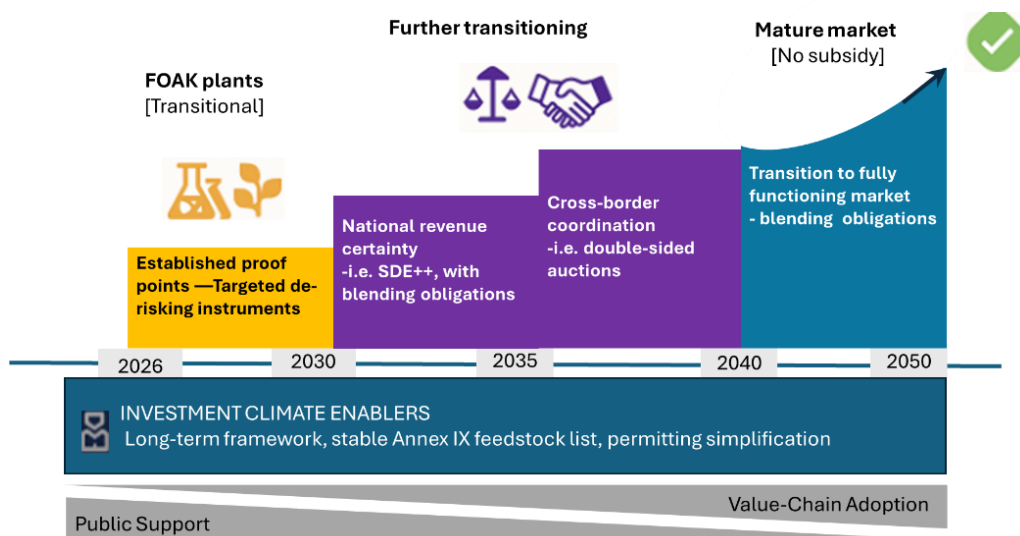 Further transitioning
Mature market
[No subsidy]
FOAK plants
[Transitional]
Transition to fully
functioning market
- blending  obligations
Cross-border
coordination
-i.e. double-sided
auctions
National revenue
certainty
-i.e. SDE++, with
blending obligations
Established proof
points —Targeted de-
risking instruments
2026
2030
2035
2040
2050
INVESTMENT CLIMATE ENABLERS
Long-term framework, stable Annex IX feedstock list, permitting simplification
Value-Chain Adoption
Public Support